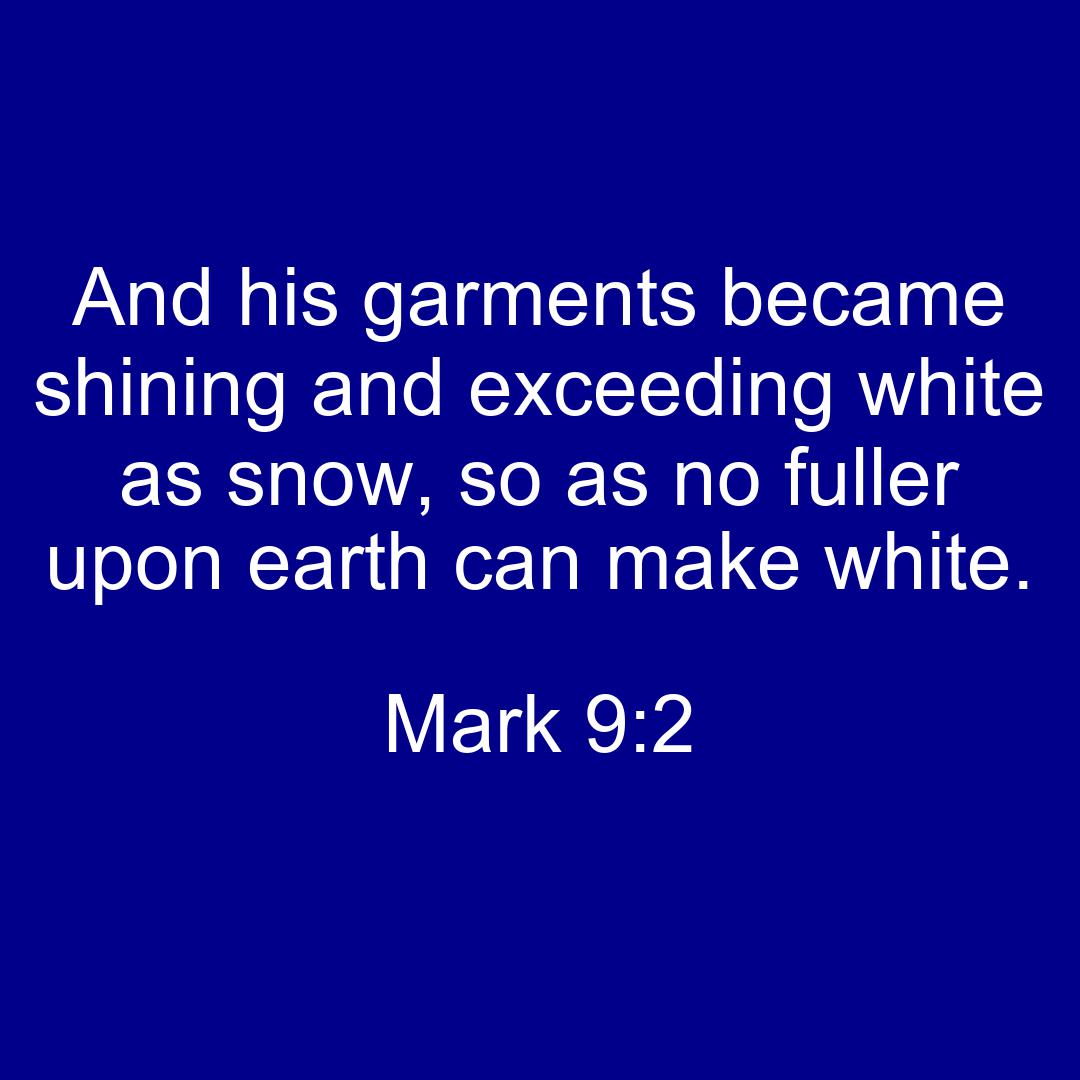 And his garments became
shining and exceeding white
as snow, so as no fuller
upon earth can make white.
Mark 9:2